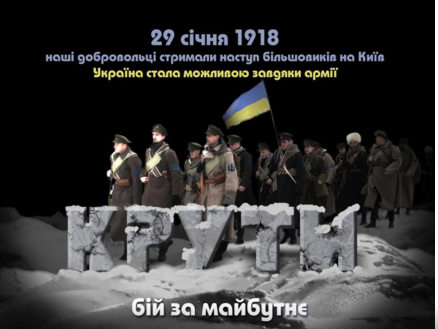 29 січня 1918
наші добровольці стримали наступ більшовиків на Київ
Україна стала можливою завдяки армії
КРУТИ
бій за майбутнє